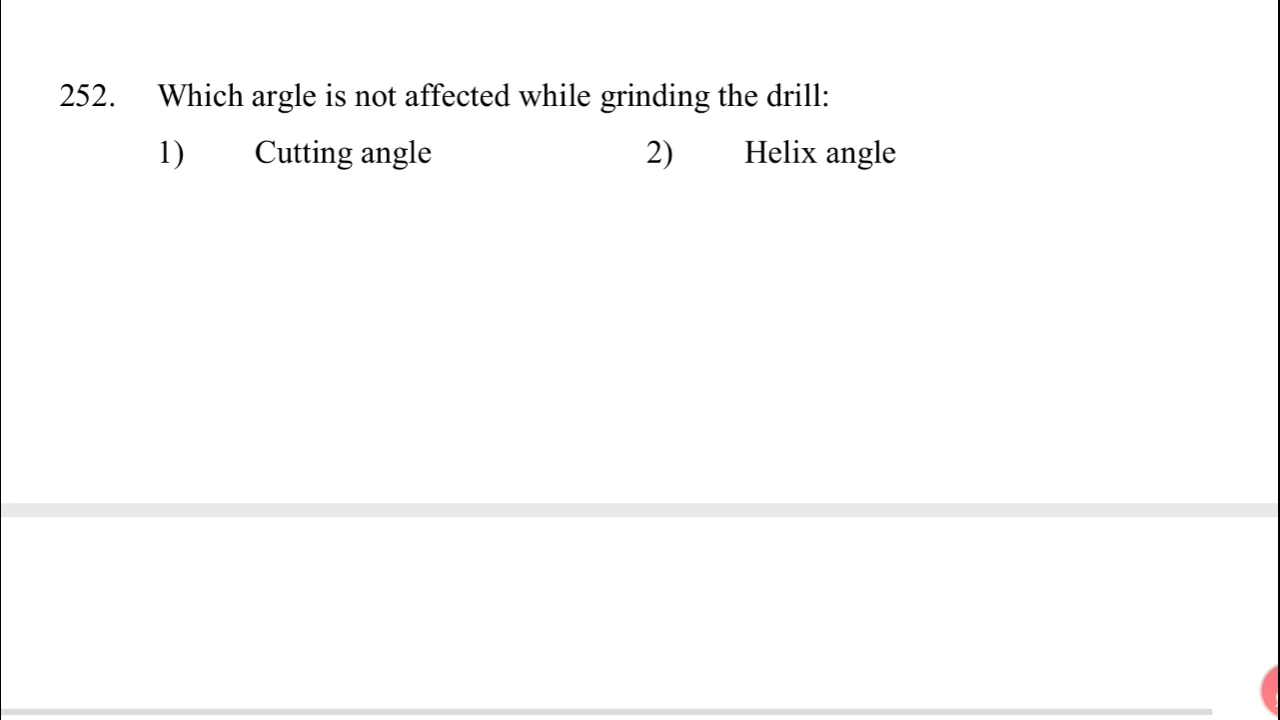 252. Which argle is not affected while grinding the drill:
1) Cutting angle 2) Helix angle